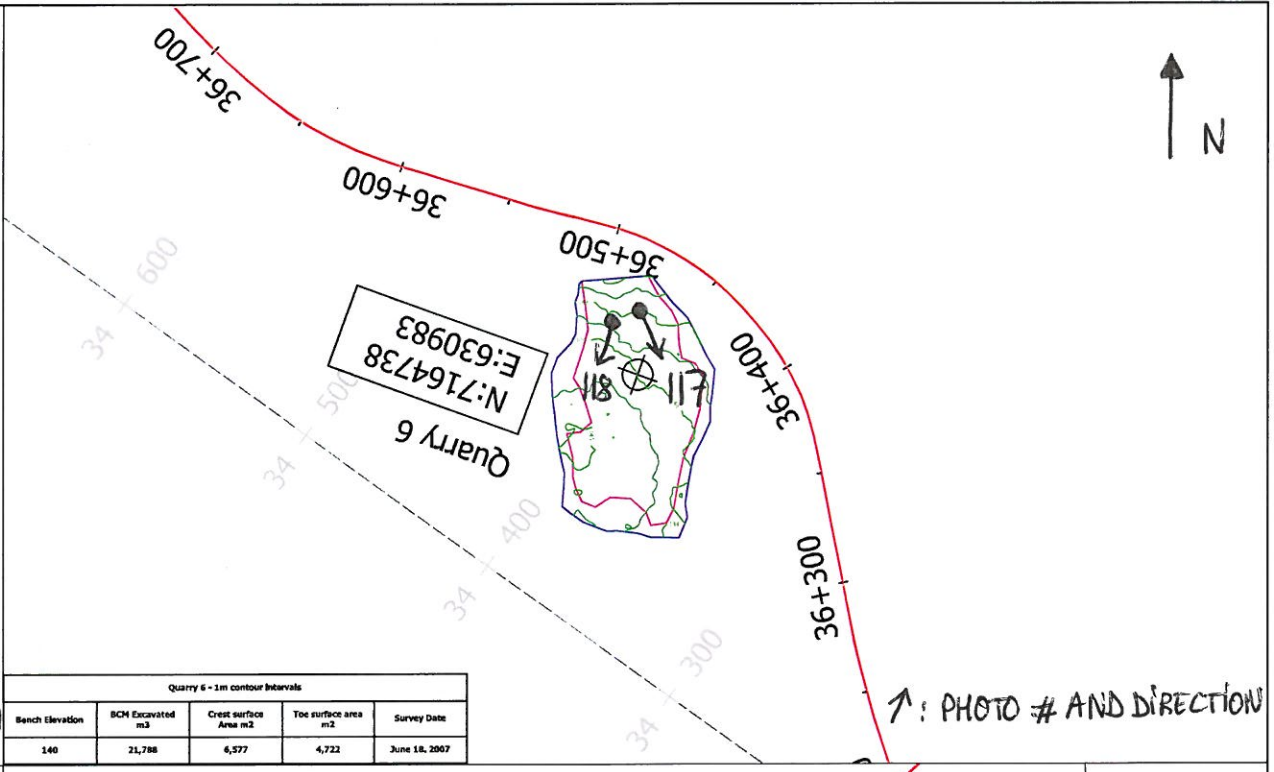 36+700
36+600
36+500
36+400
36+300
N
N:7164738
E:630983
Quarry 6
118
117
34 600
34 500
34 400
34 300
Quarry 6 - 1m contour intervals
Bench Elevation
BCM Excavated m3
Crest surface Area m2
Toe surface area m2
Survey Date
140
21,788
6,577
4,722
June 18, 2007
↑: PHOTO # AND DIRECTION